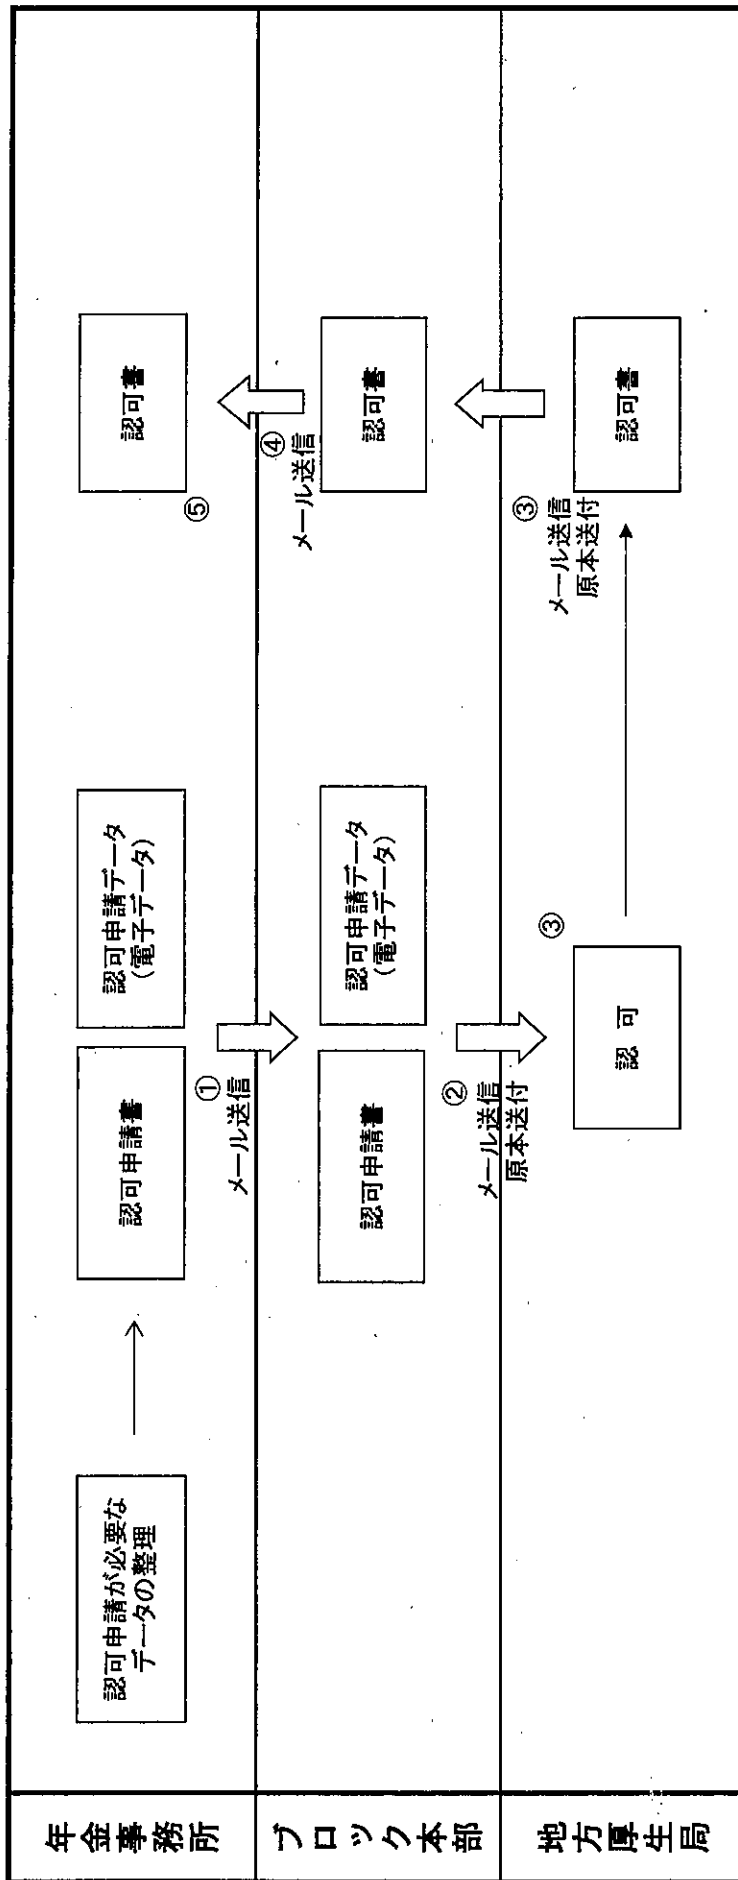 年金事務所
認可申請が必要な
データの整理
認可申請書
認可申請データ
(電子データ)
①
メール送信
認可書
⑤
ブロック本部
認可申請書
認可申請データ
(電子データ)
②
メール送信
原本送付
認可書
④
メール送信
地方厚生局
認 可
③
認可書
③
メール送信
原本送付